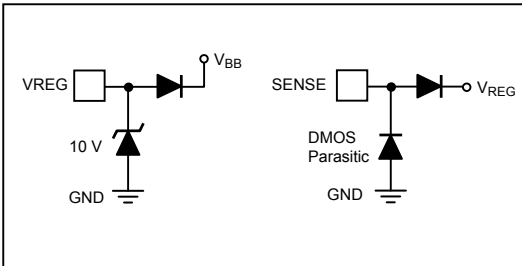 VREG
V_BB
10 V
GND
SENSE
V_REG
DMOS
Parasitic
GND